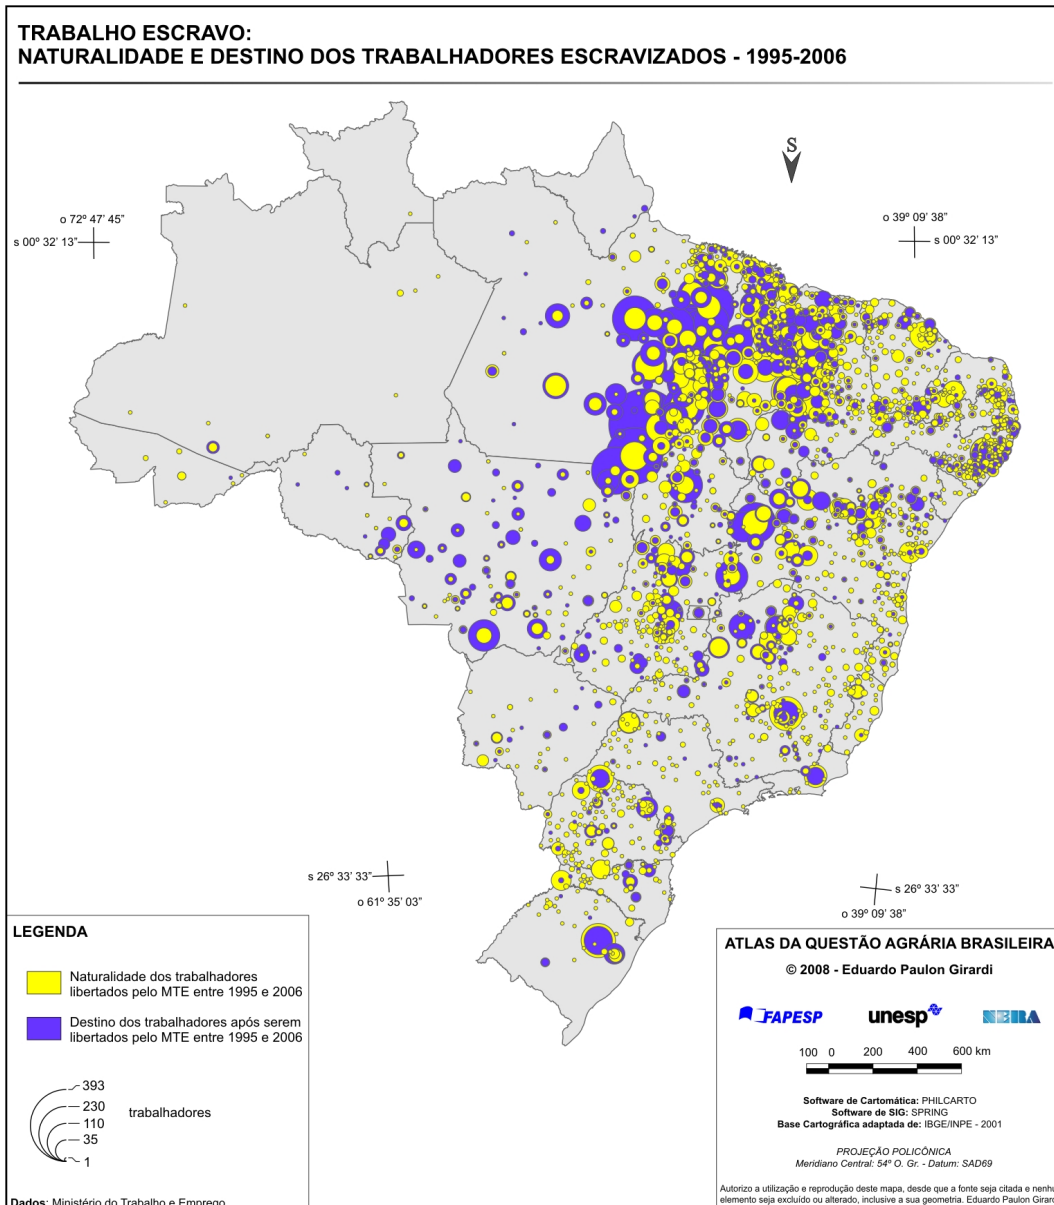 TRABALHO ESCRAVO:
NATURALIDADE E DESTINO DOS TRABALHADORES ESCRAVIZADOS - 1995-2006
S
o 72º 47' 45"
s 00º 32' 13"
o 39º 09' 38"
s 00º 32' 13"
s 26º 33' 33"
o 61º 35' 03"
s 26º 33' 33"
o 39º 09' 38"
LEGENDA
Naturalidade dos trabalhadores
libertados pelo MTE entre 1995 e 2006
Destino dos trabalhadores após serem
libertados pelo MTE entre 1995 e 2006
393
230
110
35
1
trabalhadores
Dados: Ministério do Trabalho e Emprego
ATLAS DA QUESTÃO AGRÁRIA BRASILEIRA
© 2008 - Eduardo Paulon Girardi
FAPESP
unesp
NERA
100 0 200 400 600 km
Software de Cartomática: PHILCARTO
Software de SIG: SPRING
Base Cartográfica adaptada de: IBGE/INPE - 2001
PROJEÇÃO POLICÔNICA
Meridiano Central: 54º O. Gr. - Datum: SAD69
Autorizo a utilização e reprodução deste mapa, desde que a fonte seja citada e nenhu
elemento seja excluído ou alterado, inclusive a sua geometria. Eduardo Paulon Girard